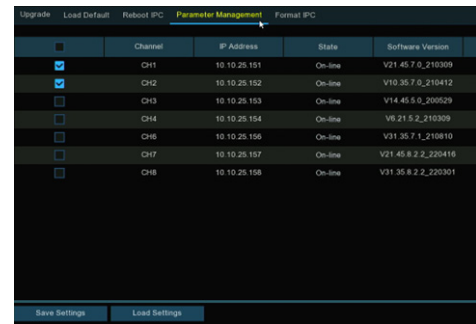 Upgrade Load Default Reboot IPC Parameter Management Format IPC
Channel IP Address State Software Version
CH1 10.10.25.151 On-line V21.45.7.0_210309
CH2 10.10.25.152 On-line V10.35.7.0_210412
CH3 10.10.25.153 On-line V14.45.5.0_200529
CH4 10.10.25.154 On-line V6.21.5.2_210309
CH6 10.10.25.156 On-line V31.35.7.1_210810
CH7 10.10.25.157 On-line V21.45.8.2.2_220416
CH8 10.10.25.158 On-line V31.35.8.2.2_220301
Save Settings Load Settings